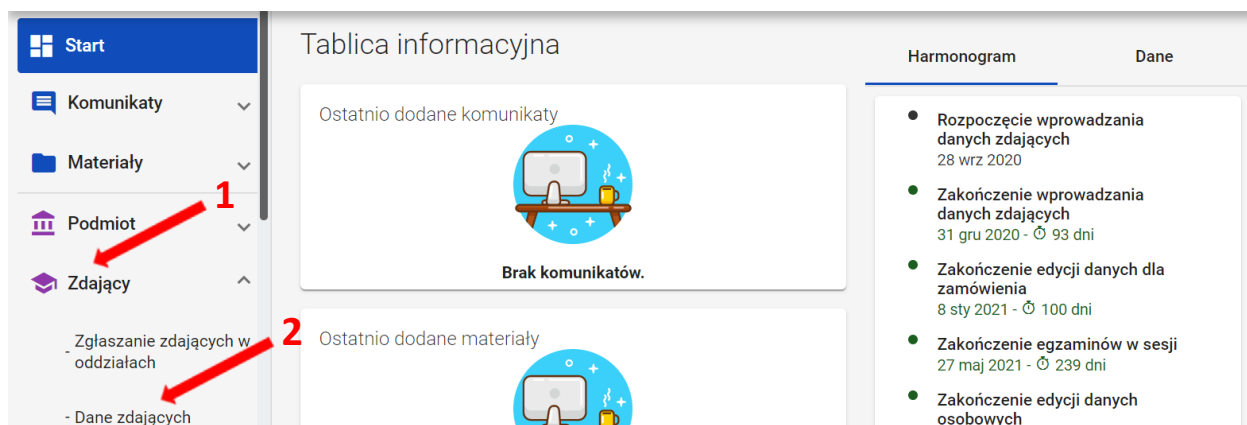 Start
Komunikaty
Materiały
1
Podmiot
Zdający
- Zgłaszanie zdających w
oddziałach
2
- Dane zdających
Tablica informacyjna
Ostatnio dodane komunikaty
Brak komunikatów.
Ostatnio dodane materiały
Harmonogram
Dane
Rozpoczęcie wprowadzania
danych zdających
28 wrz 2020
Zakończenie wprowadzania
danych zdających
31 gru 2020 - ⏱ 93 dni
Zakończenie edycji danych dla
zamówienia
8 sty 2021 - ⏱ 100 dni
Zakończenie egzaminów w sesji
27 maj 2021 - ⏱ 239 dni
Zakończenie edycji danych
osobowych